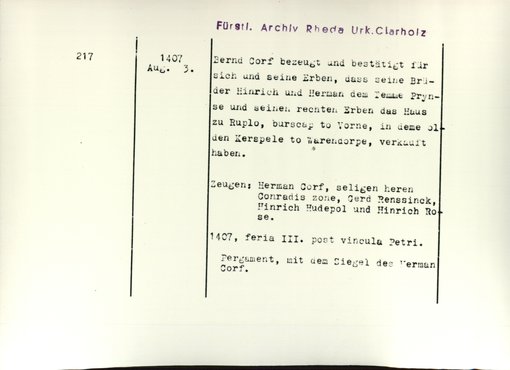 Fürstl. Archiv Rheda Urk.Clarholz
217
1407
Aug. 3.
Bernd Corf bezeugt und bestätigt für
sich und seine Erben, dass seine Brü-
der Hinrich und Herman dem Temme Pryn-
se und seinen rechten Erben das Haus
zu Ruplo, burscap to Vorne, in deme ol-
den Kerspele to Warendorpe, verkauft
haben.
Zeugen: Herman Corf, seligen heren
Conradis zone, Gerd Renssinck,
Hinrich Hudepol und Hinrich Ro-
se.
1407, feria III. post vincula Petri.
Pergament, mit dem Siegel des Herman
Corf.